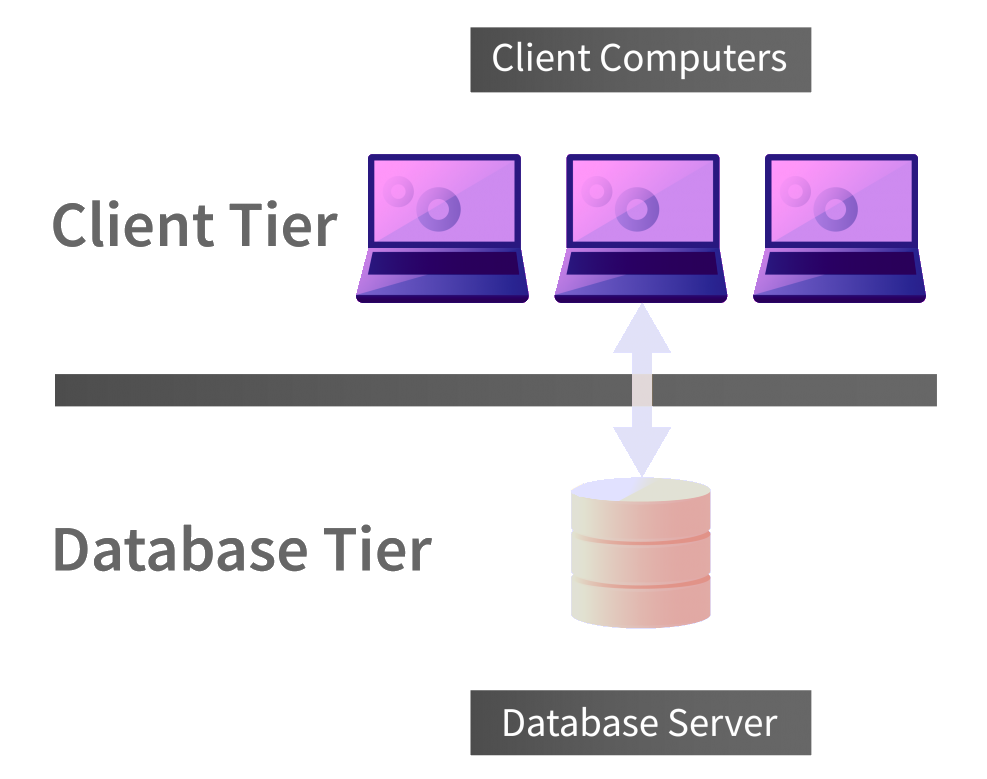 Client Computers
Client Tier
Database Tier
Database Server